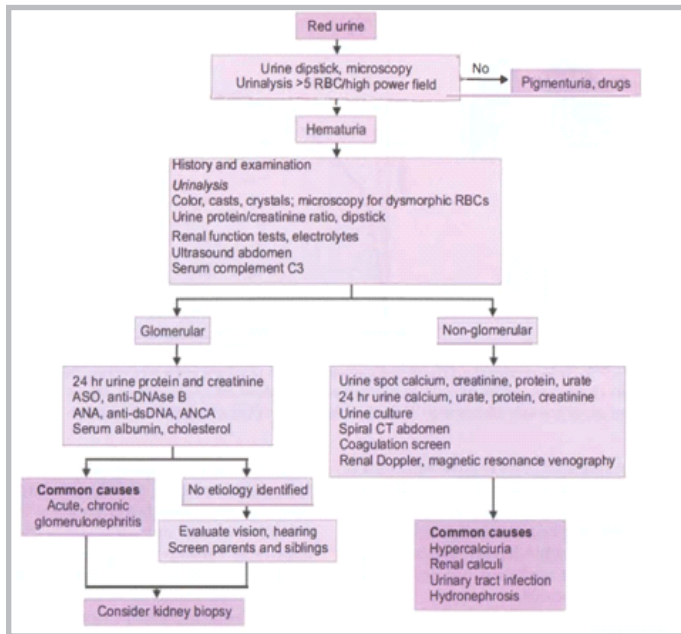 Red urine
Urine dipstick, microscopy
Urinalysis >5 RBC/high power field
No
Pigmenturia, drugs
Hematuria
History and examination
Urinalysis
Color, casts, crystals; microscopy for dysmorphic RBCs
Urine protein/creatinine ratio, dipstick
Renal function tests, electrolytes
Ultrasound abdomen
Serum complement C3
Glomerular
Non-glomerular
24 hr urine protein and creatinine
ASO, anti-DNAse B
ANA, anti-dsDNA, ANCA
Serum albumin, cholesterol
Urine spot calcium, creatinine, protein, urate
24 hr urine calcium, urate, protein, creatinine
Urine culture
Spiral CT abdomen
Coagulation screen
Renal Doppler, magnetic resonance venography
Common causes
Acute, chronic
glomerulonephritis
No etiology identified
Evaluate vision, hearing
Screen parents and siblings
Common causes
Hypercalciuria
Renal calculi
Urinary tract infection
Hydronephrosis
Consider kidney biopsy